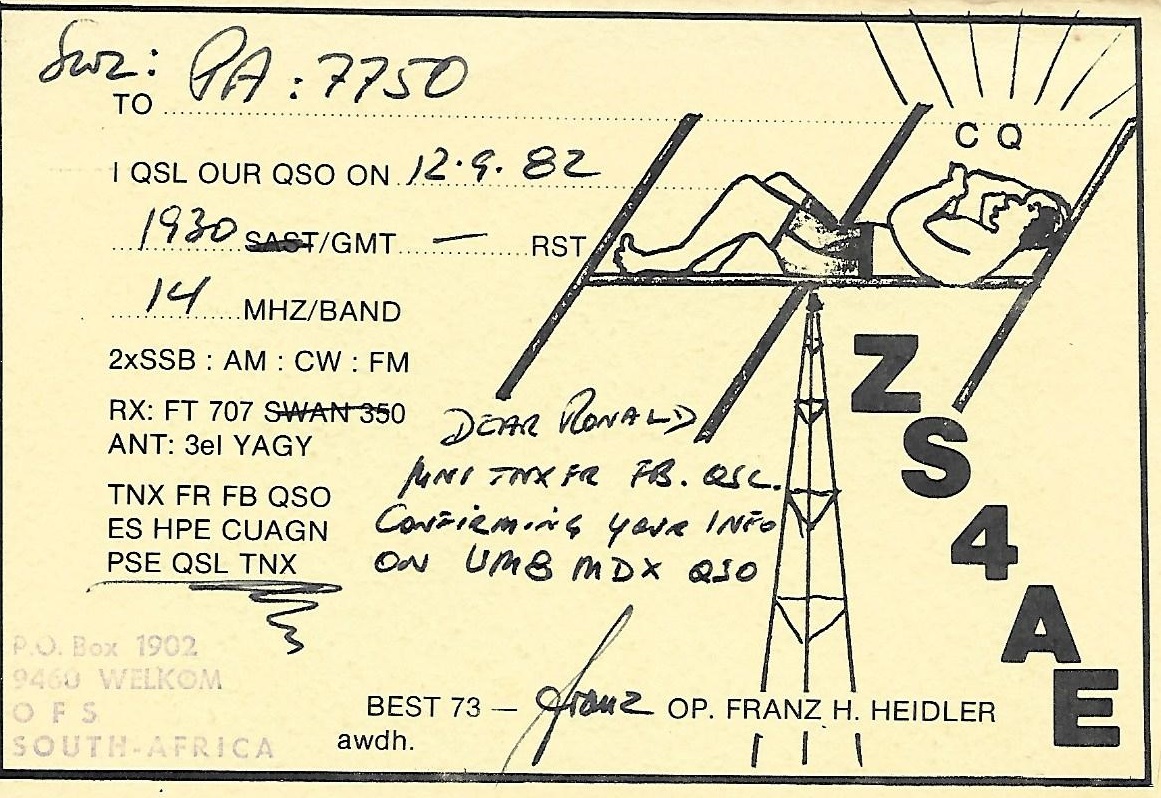 SWL: PA: 7750
TO
I QSL OUR QSO ON 12.9.82
1930 SAST/GMT — RST
14 MHZ/BAND
2xSSB : AM : CW : FM
RX: FT 707 SWAN 350
ANT: 3el YAGY
TNX FR FB QSO
ES HPE CUAGN
PSE QSL TNX
DEAR RONALD
MNI TNX FR FB. QSL.
CONFIRMING YOUR INFO
ON UMB MDX QSO
CQ
ZS4AE
P.O. Box 1902
9460 WELKOM
OFS
SOUTH-AFRICA
BEST 73 — Franz OP. FRANZ H. HEIDLER
awdh.